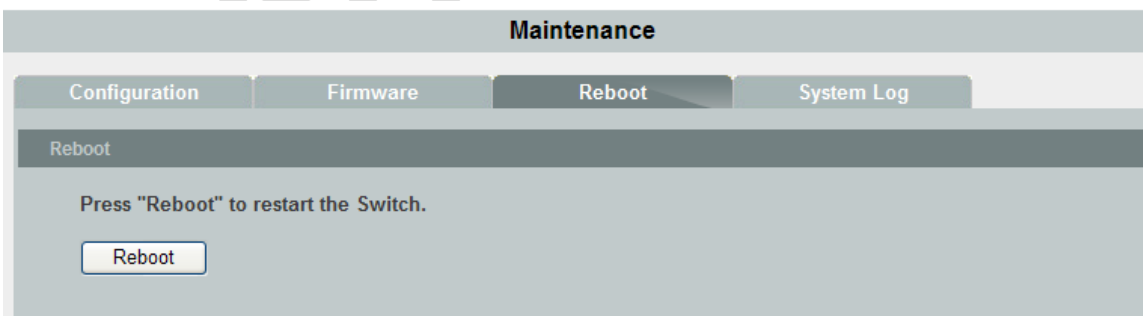 Maintenance
Configuration Firmware Reboot System Log
Reboot
Press "Reboot" to restart the Switch.
Reboot